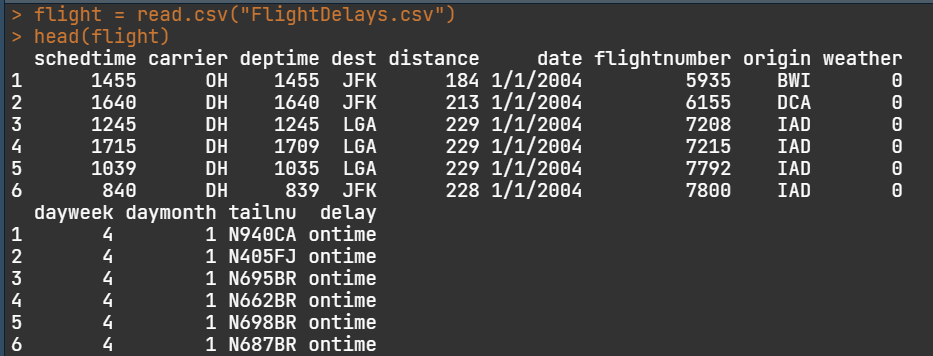 > flight = read.csv("FlightDelays.csv")
> head(flight)
  schedtime carrier deptime dest distance     date flightnumber origin weather
1      1455      OH    1455  JFK      184 1/1/2004         5935    BWI       0
2      1640      DH    1640  JFK      213 1/1/2004         6155    DCA       0
3      1245      DH    1245  LGA      229 1/1/2004         7208    IAD       0
4      1715      DH    1709  LGA      229 1/1/2004         7215    IAD       0
5      1039      DH    1035  LGA      229 1/1/2004         7792    IAD       0
6       840      DH     839  JFK      228 1/1/2004         7800    IAD       0
  dayweek daymonth tailnu  delay
1       4        1 N940CA ontime
2       4        1 N405FJ ontime
3       4        1 N695BR ontime
4       4        1 N662BR ontime
5       4        1 N698BR ontime
6       4        1 N687BR ontime